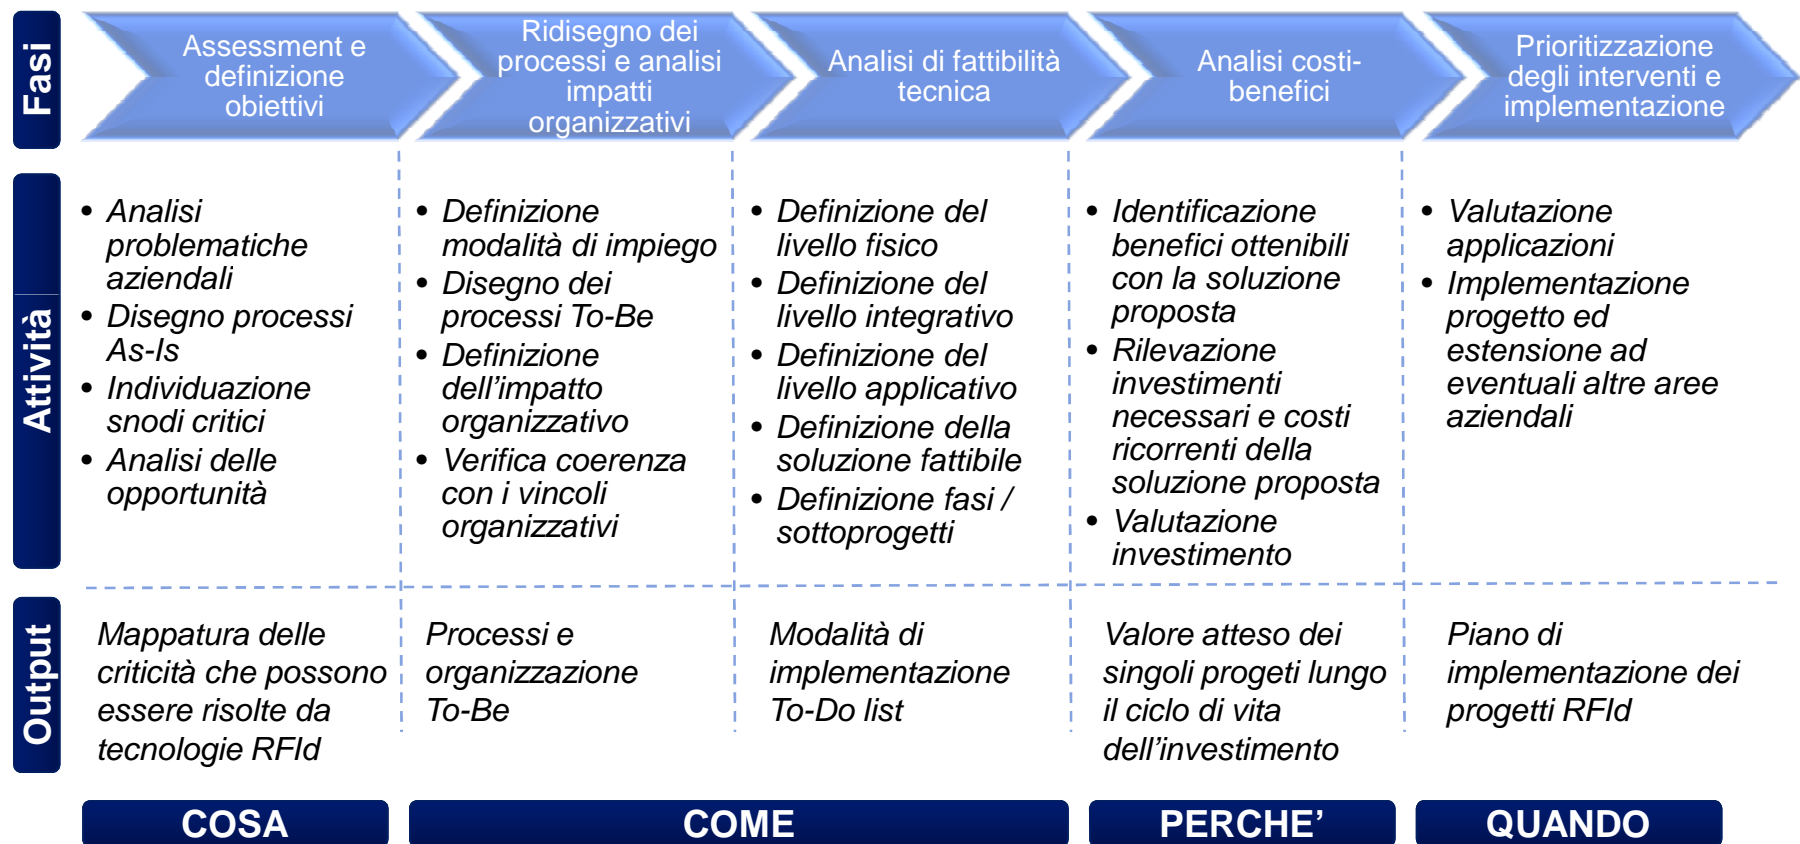 Fasi
Assessment e
definizione
obiettivi
Ridisegno dei
processi e analisi
impatti
organizzativi
Analisi di fattibilità
tecnica
Analisi costi-
benefici
Prioritizzazione
degli interventi e
implementazione
Attività
• Analisi
problematiche
aziendali
• Disegno processi
As-Is
• Individuazione
snodi critici
• Analisi delle
opportunità
• Definizione
modalità di impiego
• Disegno dei
processi To-Be
• Definizione
dell’impatto
organizzativo
• Verifica coerenza
con i vincoli
organizzativi
• Definizione del
livello fisico
• Definizione del
livello integrativo
• Definizione del
livello applicativo
• Definizione della
soluzione fattibile
• Definizione fasi /
sottoprogetti
• Identificazione
benefici ottenibili
con la soluzione
proposta
• Rilevazione
investimenti
necessari e costi
ricorrenti della
soluzione proposta
• Valutazione
investimento
• Valutazione
applicazioni
• Implementazione
progetto ed
estensione ad
eventuali altre aree
aziendali
Output
Mappatura delle
criticità che possono
essere risolte da
tecnologie RFId
Processi e
organizzazione
To-Be
Modalità di
implementazione
To-Do list
Valore atteso dei
singoli progeti lungo
il ciclo di vita
dell’investimento
Piano di
implementazione dei
progetti RFId
COSA
COME
PERCHE’
QUANDO